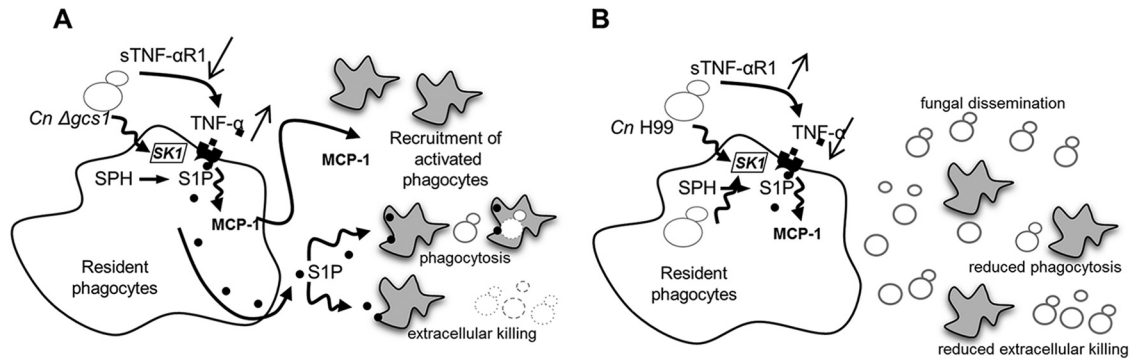 A
sTNF-αR1
Cn Δgcs1
TNF-α
SK1
SPH
S1P
MCP-1
MCP-1
Recruitment of
activated
phagocytes
Resident
phagocytes
S1P
phagocytosis
extracellular killing
B
sTNF-αR1
Cn H99
TNF-α
SK1
SPH
S1P
MCP-1
Resident
phagocytes
fungal dissemination
reduced phagocytosis
reduced extracellular killing